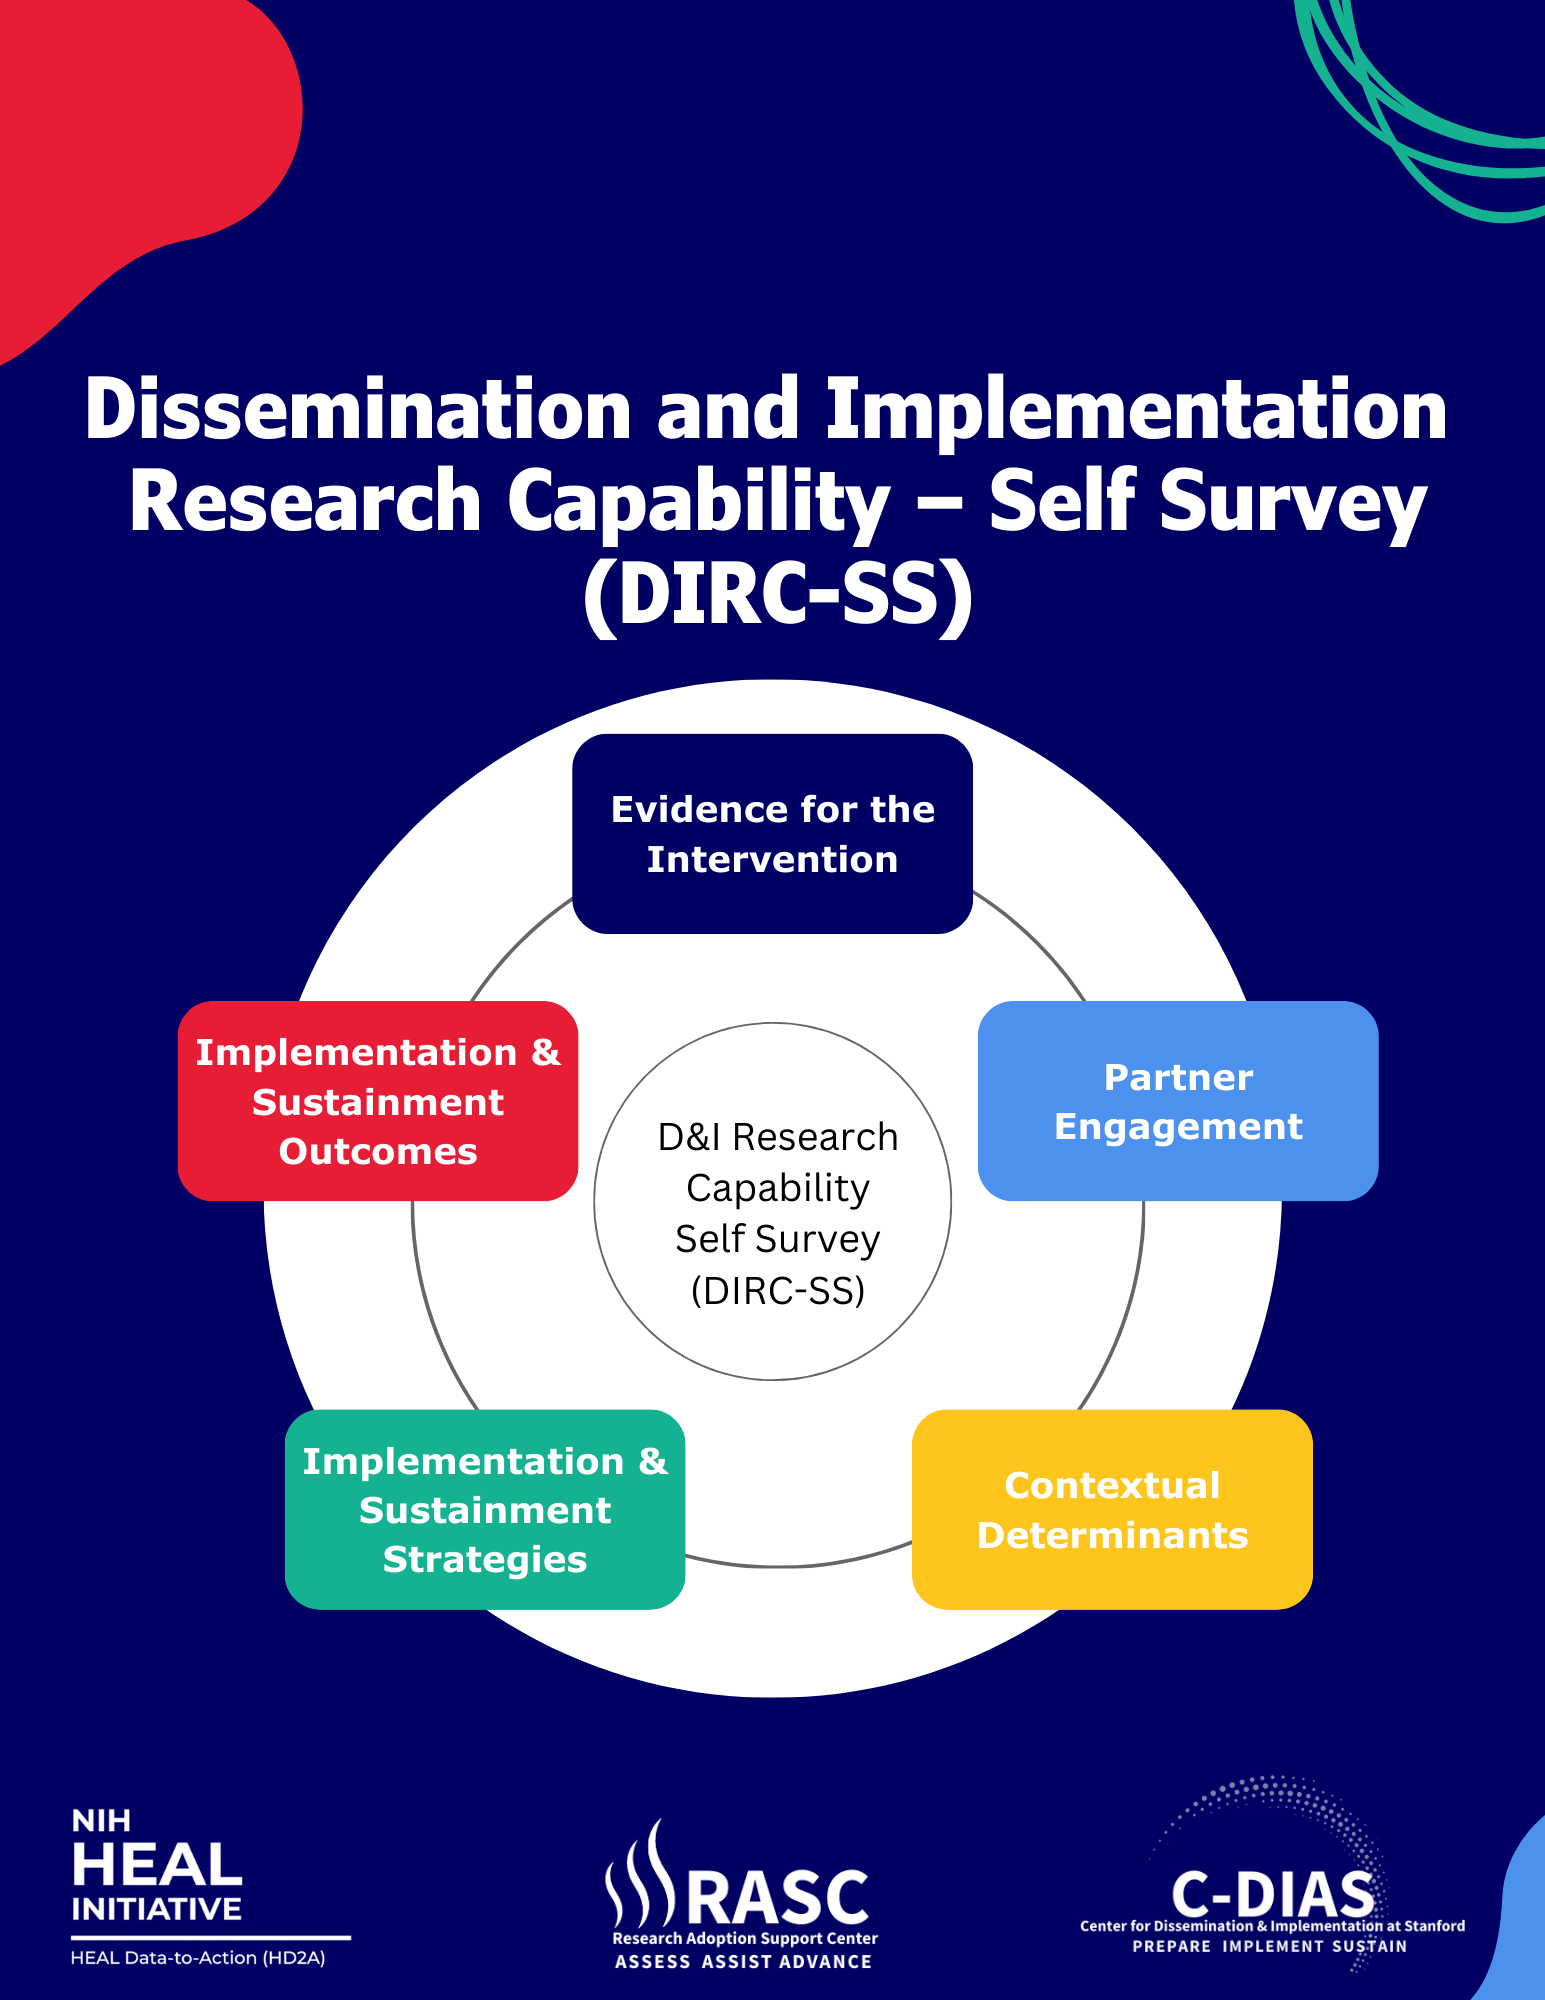 Dissemination and Implementation
Research Capability – Self Survey
(DIRC-SS)
Evidence for the
Intervention
Implementation &
Sustainment
Outcomes
Partner
Engagement
D&I Research
Capability
Self Survey
(DIRC-SS)
Implementation &
Sustainment
Strategies
Contextual
Determinants
NIH
HEAL
INITIATIVE
HEAL Data-to-Action (HD2A)
RASC
Research Adoption Support Center
ASSESS ASSIST ADVANCE
C-DIAS
Center for Dissemination & Implementation at Stanford
PREPARE IMPLEMENT SUSTAIN